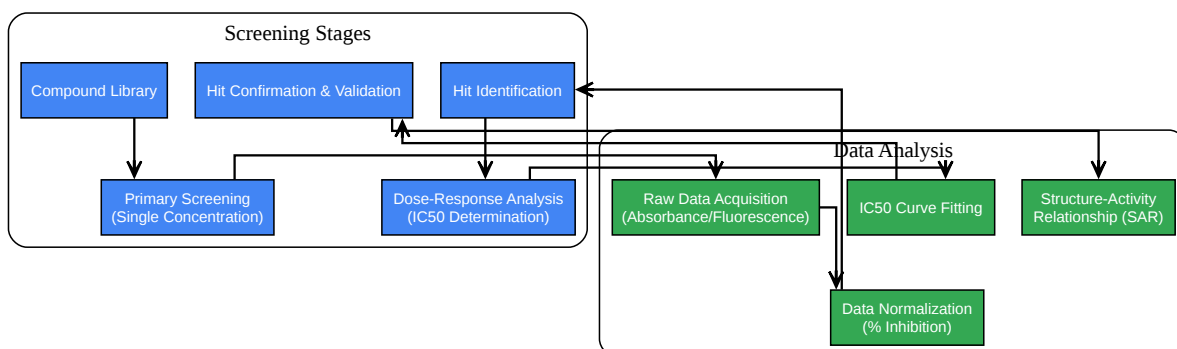 Screening Stages
Compound Library
Hit Confirmation & Validation
Hit Identification
Data Analysis
Primary Screening
(Single Concentration)
Dose-Response Analysis
(IC50 Determination)
Raw Data Acquisition
(Absorbance/Fluorescence)
IC50 Curve Fitting
Structure-Activity
Relationship (SAR)
Data Normalization
(% Inhibition)